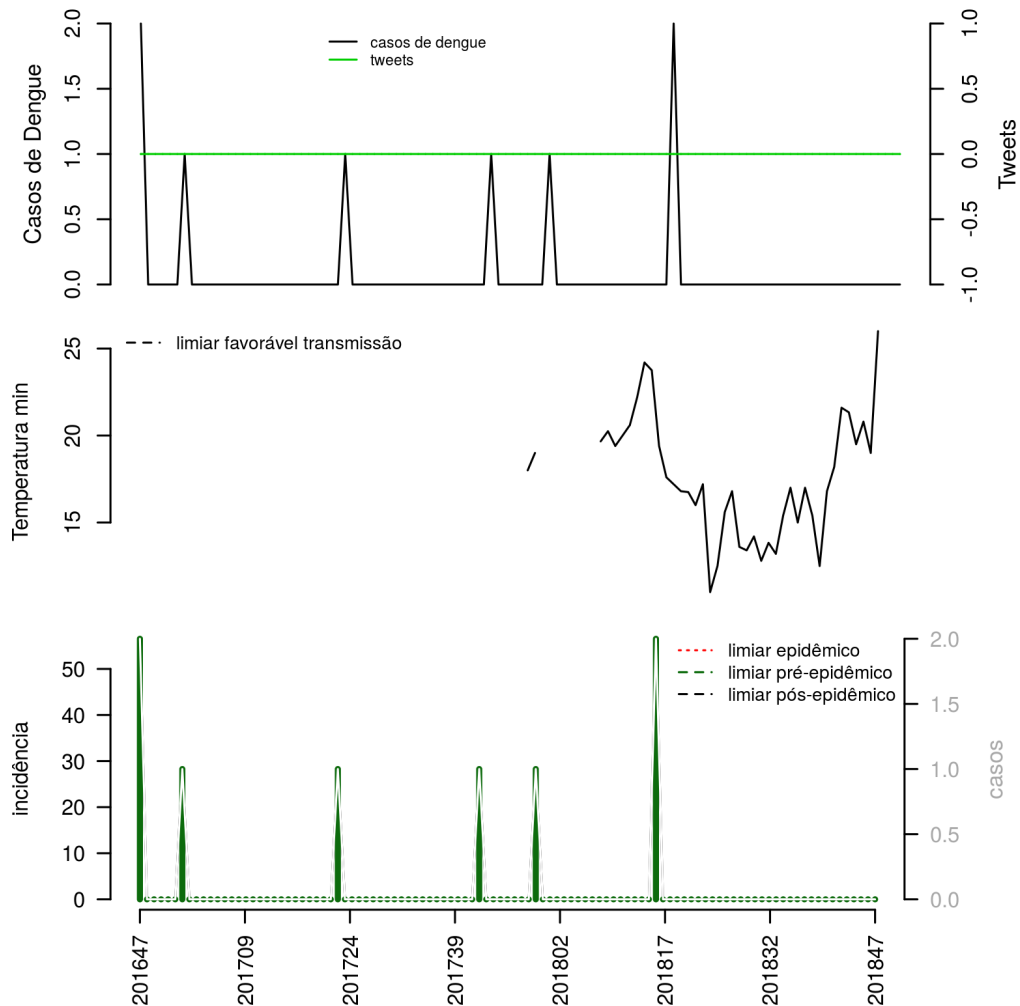 casos de dengue
tweets
Casos de Dengue
0.0 0.5 1.0 1.5 2.0
-1.0 -0.5 0.0 0.5 1.0
Tweets
limiar favorável transmissão
Temperatura min
15 20 25
limiar epidêmico
limiar pré-epidêmico
limiar pós-epidêmico
incidência
0 10 20 30 40 50
0.0 0.5 1.0 1.5 2.0
casos
201647 201709 201724 201739 201802 201817 201832 201847